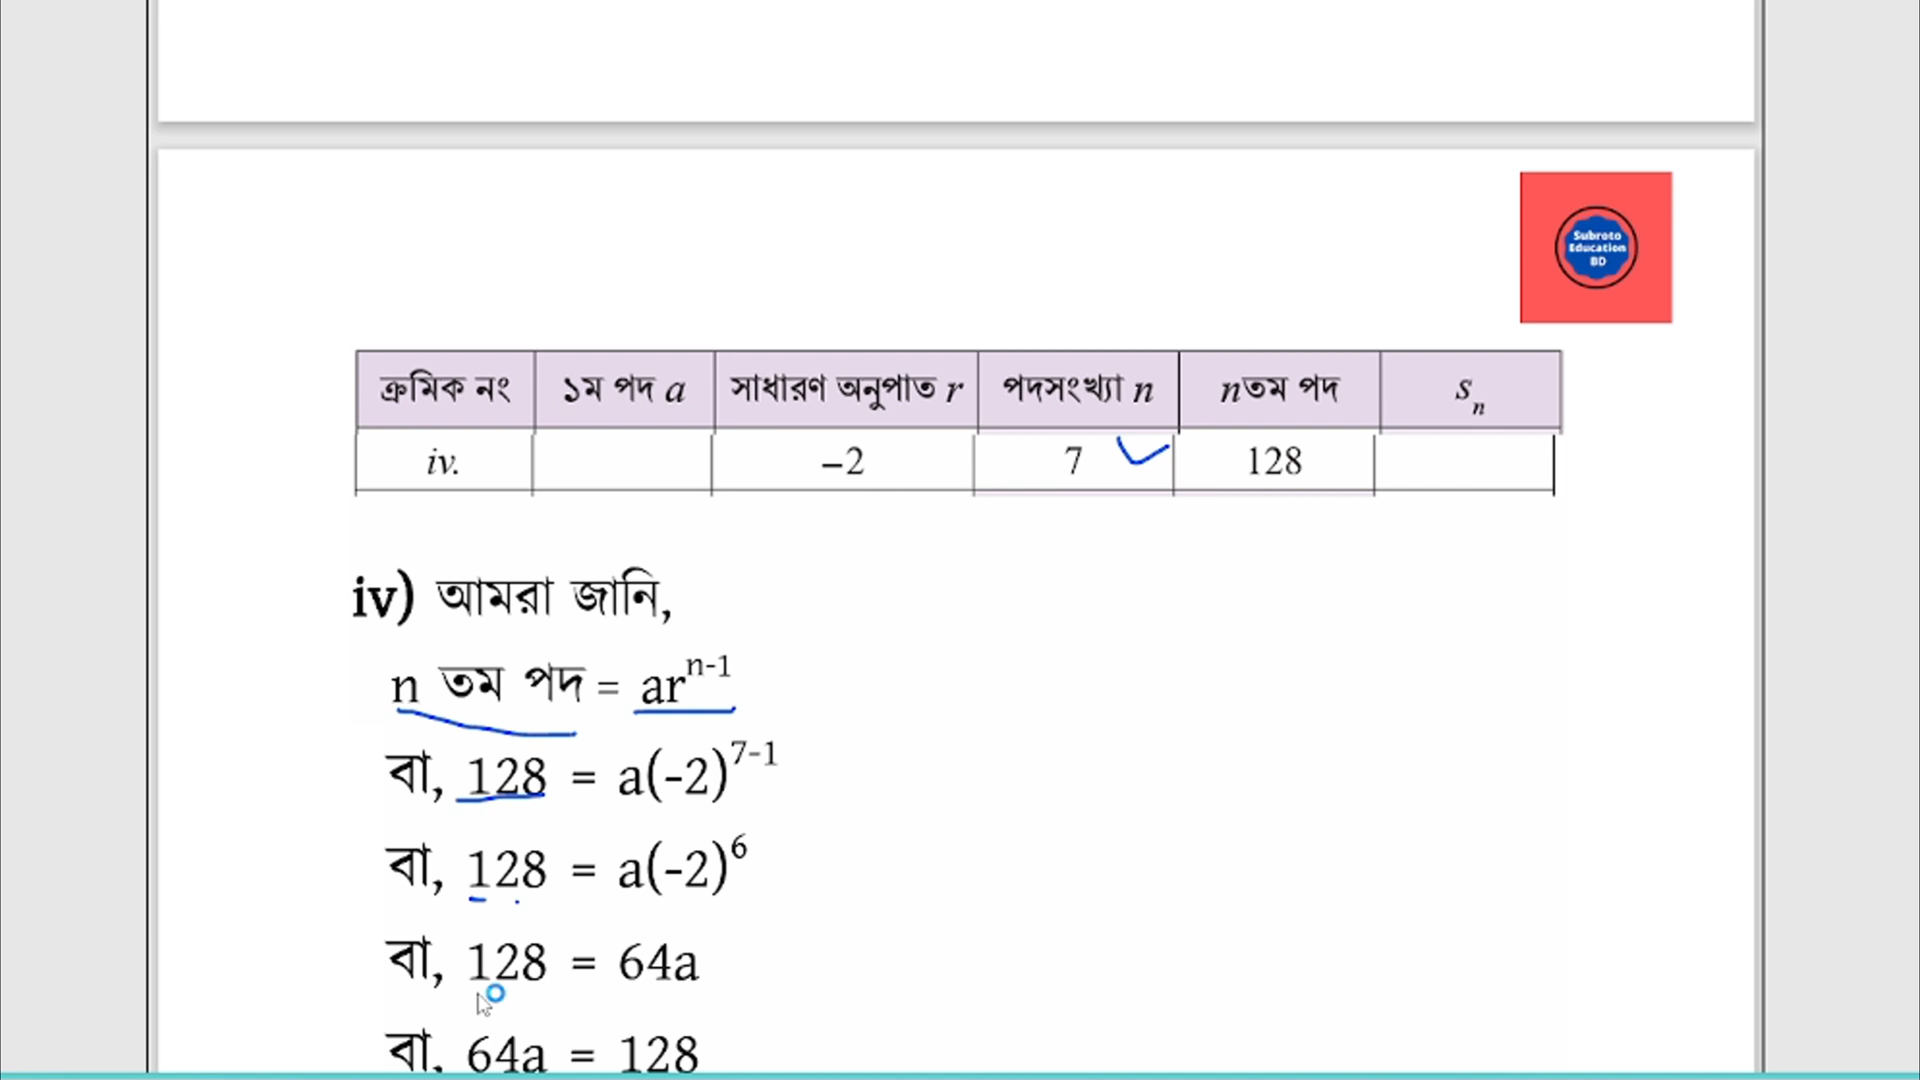 Subroto
Education
BD
ক্রমিক নং ১ম পদ a সাধারণ অনুপাত r পদসংখ্যা n nতম পদ Sn
iv. –2 7 128
iv) আমরা জানি,
n তম পদ = ar^n-1
বা, 128 = a(-2)^7-1
বা, 128 = a(-2)^6
বা, 128 = 64a
বা, 64a = 128